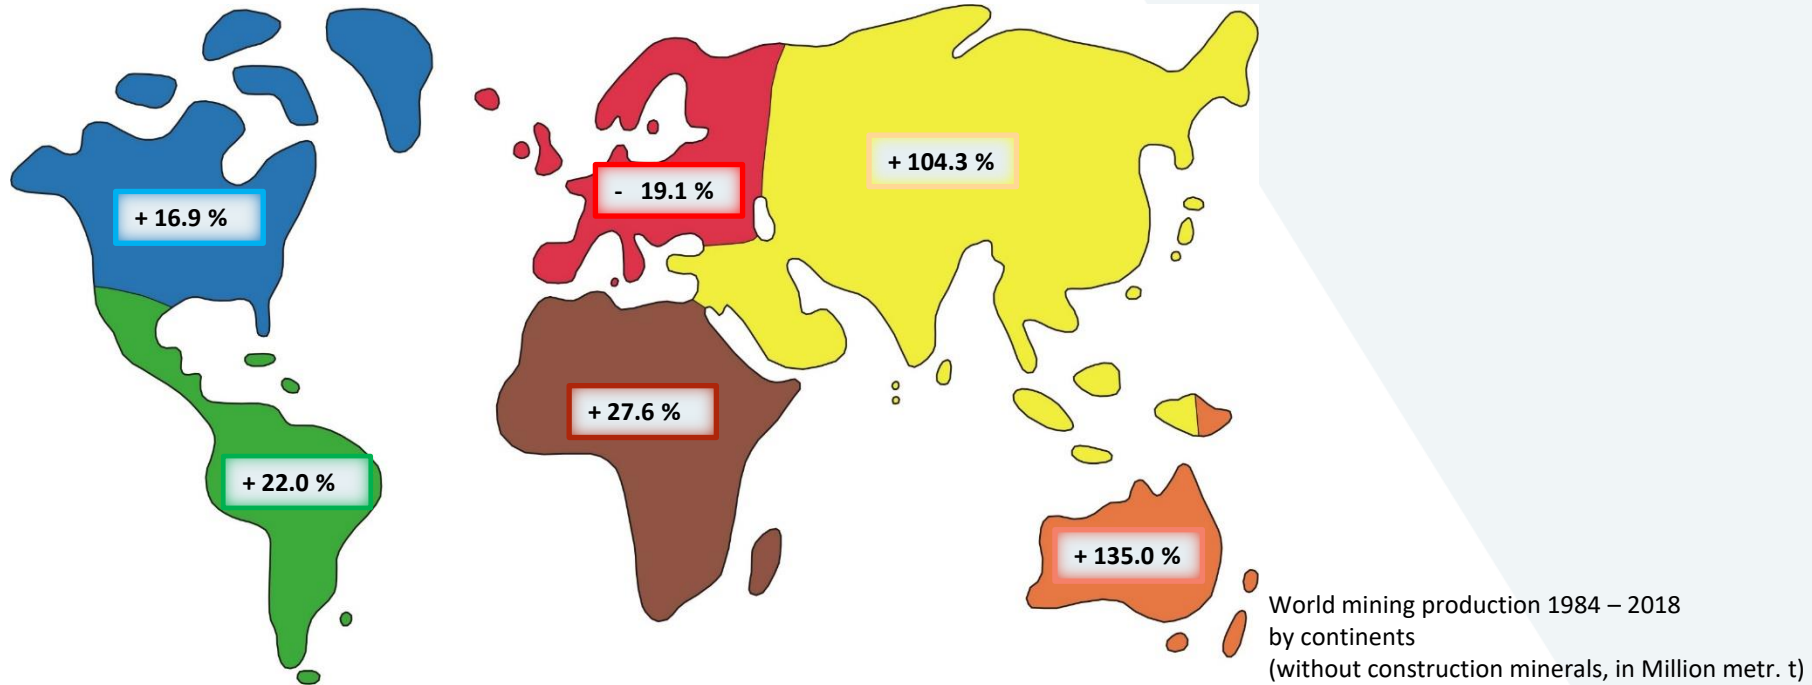 + 104.3 %
- 19.1 %
+ 16.9 %
+ 27.6 %
+ 22.0 %
+ 135.0 %
World mining production 1984 – 2018
by continents
(without construction minerals, in Million metr. t)